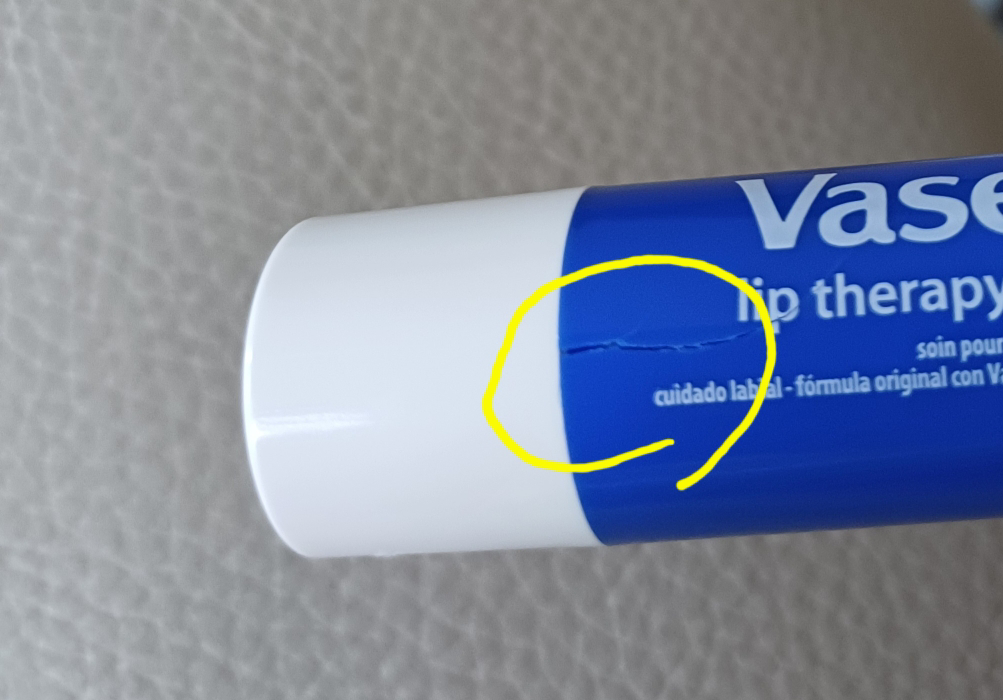 Vase
lip therapy
soin pour
cuidado labial - fórmula original con Va